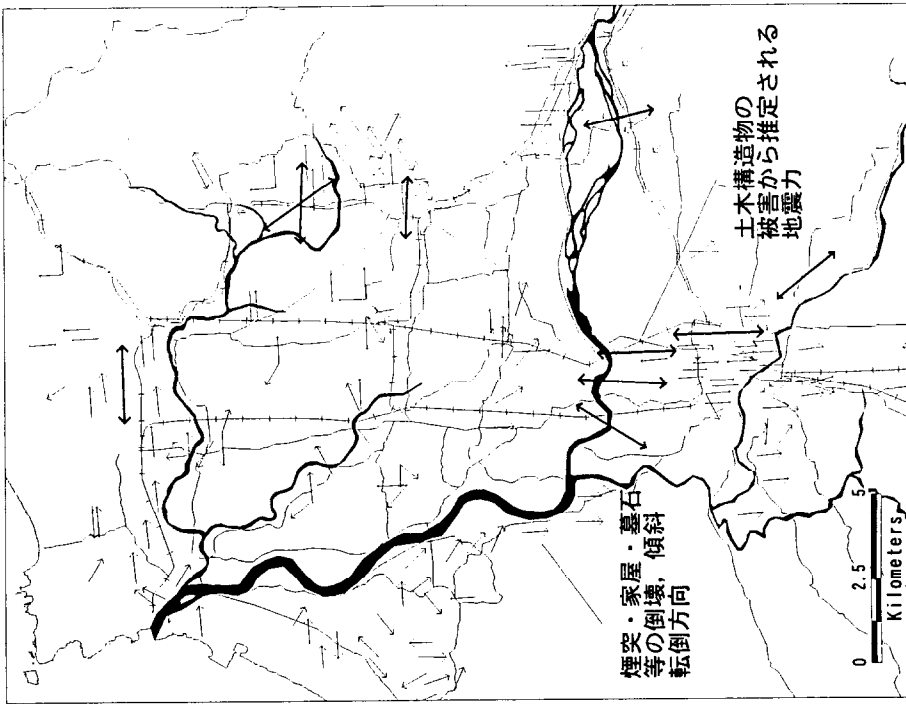 土木構造物の
被害から推定される
地震力
煙突・家屋・墓石
等の倒壊，傾斜
転倒方向
0 2.5 5
Kilometers